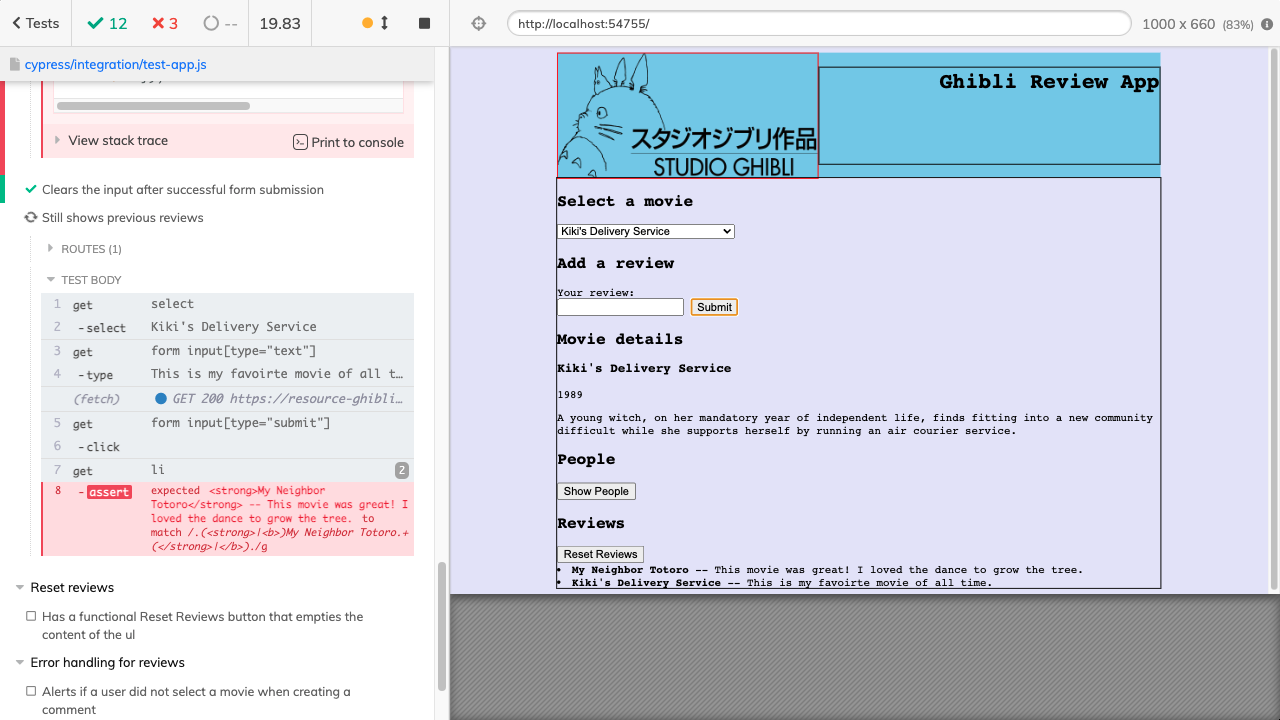 Tests
12
3
--
19.83
http://localhost:54755/
1000 x 660 (83%)
cypress/integration/test-app.js
View stack trace
Print to console
Clears the input after successful form submission
Still shows previous reviews
ROUTES (1)
TEST BODY
1 get select
2 -select Kiki's Delivery Service
3 get form input[type="text"]
4 -type This is my favoirte movie of all t…
(fetch) GET 200 https://resource-ghibli…
5 get form input[type="submit"]
6 -click
7 get li 2
8 -assert expected <strong>My Neighbor
Totoro</strong> -- This movie was great! I
loved the dance to grow the tree. to
match /.(<strong>|<b>)My Neighbor Totoro.+
(</strong>|</b>)./g
Reset reviews
Has a functional Reset Reviews button that empties the
content of the ul
Error handling for reviews
Alerts if a user did not select a movie when creating a
comment
スタジオジブリ作品
STUDIO GHIBLI
Ghibli Review App
Select a movie
Kiki's Delivery Service
Add a review
Your review:
Submit
Movie details
Kiki's Delivery Service
1989
A young witch, on her mandatory year of independent life, finds fitting into a new community
difficult while she supports herself by running an air courier service.
People
Show People
Reviews
Reset Reviews
• My Neighbor Totoro -- This movie was great! I loved the dance to grow the tree.
• Kiki's Delivery Service -- This is my favoirte movie of all time.